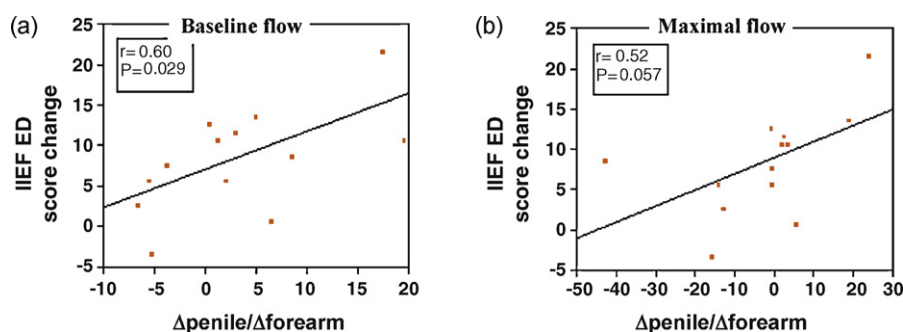 (a)
Baseline flow
25
20
15
10
5
0
-5
r= 0.60
P=0.029
IIEF ED
score change
-10
-5
0
5
10
15
20
Δpenile/Δforearm
(b)
Maximal flow
25
20
15
10
5
0
-5
r= 0.52
P=0.057
IIEF ED
score change
-50
-40
-30
-20
-10
0
10
20
30
Δpenile/Δforearm